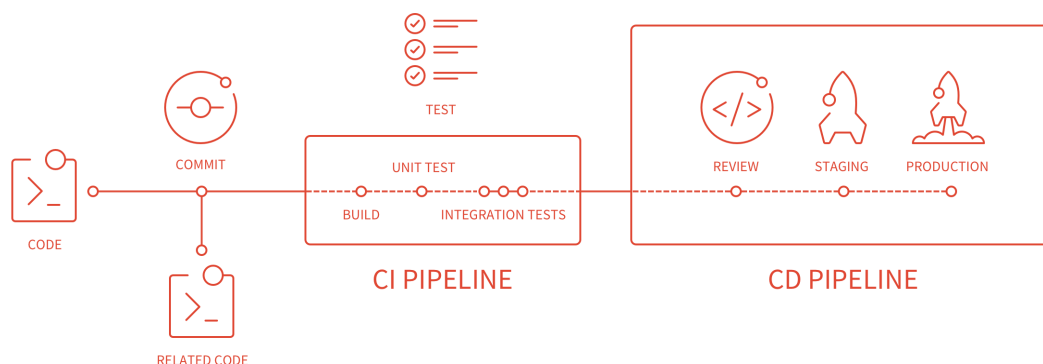 TEST
COMMIT
UNIT TEST
REVIEW
STAGING
PRODUCTION
BUILD
INTEGRATION TESTS
CODE
CI PIPELINE
CD PIPELINE
RELATED CODE